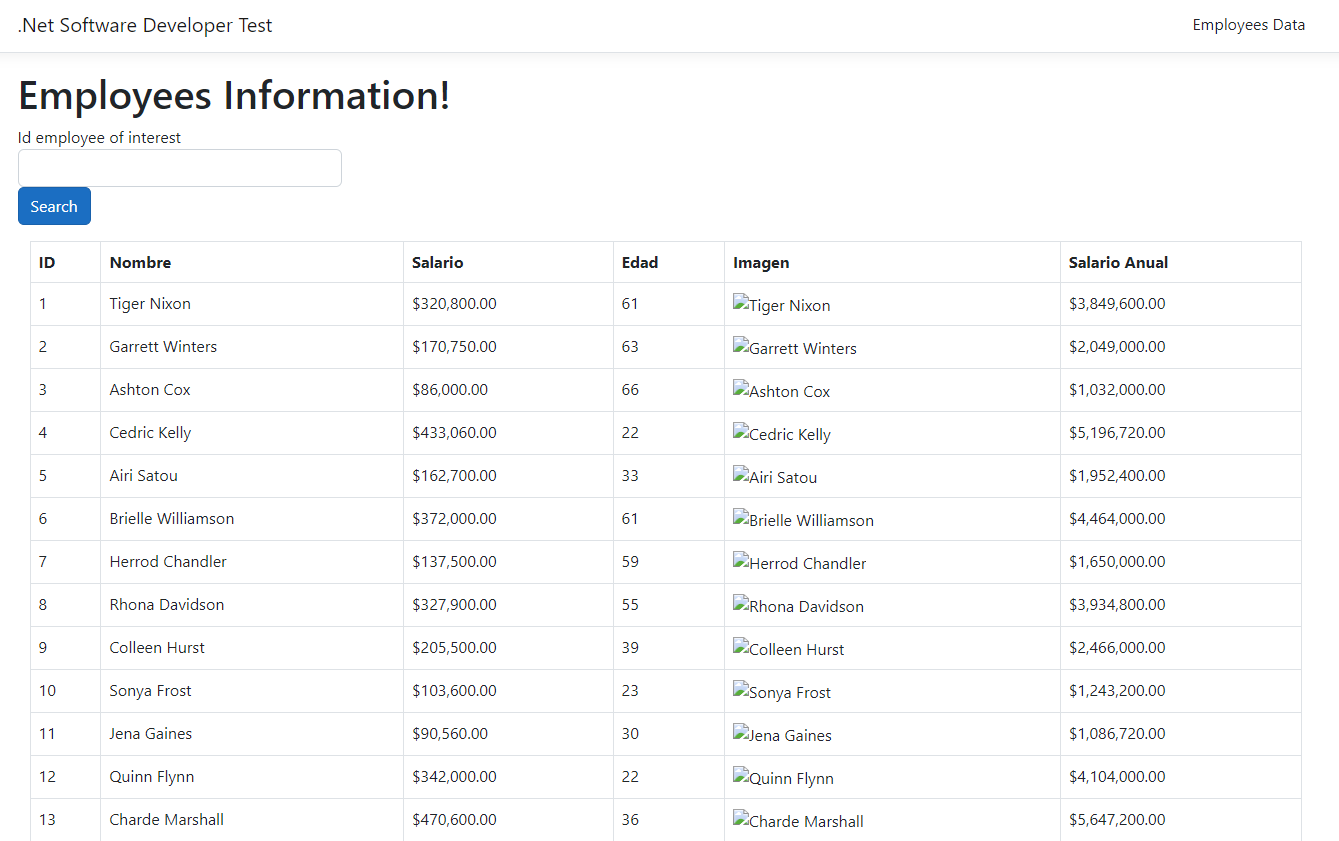 .Net Software Developer Test Employees Data
Employees Information!
Id employee of interest
Search
ID Nombre Salario Edad Imagen Salario Anual
1 Tiger Nixon $320,800.00 61 Tiger Nixon $3,849,600.00
2 Garrett Winters $170,750.00 63 Garrett Winters $2,049,000.00
3 Ashton Cox $86,000.00 66 Ashton Cox $1,032,000.00
4 Cedric Kelly $433,060.00 22 Cedric Kelly $5,196,720.00
5 Airi Satou $162,700.00 33 Airi Satou $1,952,400.00
6 Brielle Williamson $372,000.00 61 Brielle Williamson $4,464,000.00
7 Herrod Chandler $137,500.00 59 Herrod Chandler $1,650,000.00
8 Rhona Davidson $327,900.00 55 Rhona Davidson $3,934,800.00
9 Colleen Hurst $205,500.00 39 Colleen Hurst $2,466,000.00
10 Sonya Frost $103,600.00 23 Sonya Frost $1,243,200.00
11 Jena Gaines $90,560.00 30 Jena Gaines $1,086,720.00
12 Quinn Flynn $342,000.00 22 Quinn Flynn $4,104,000.00
13 Charde Marshall $470,600.00 36 Charde Marshall $5,647,200.00